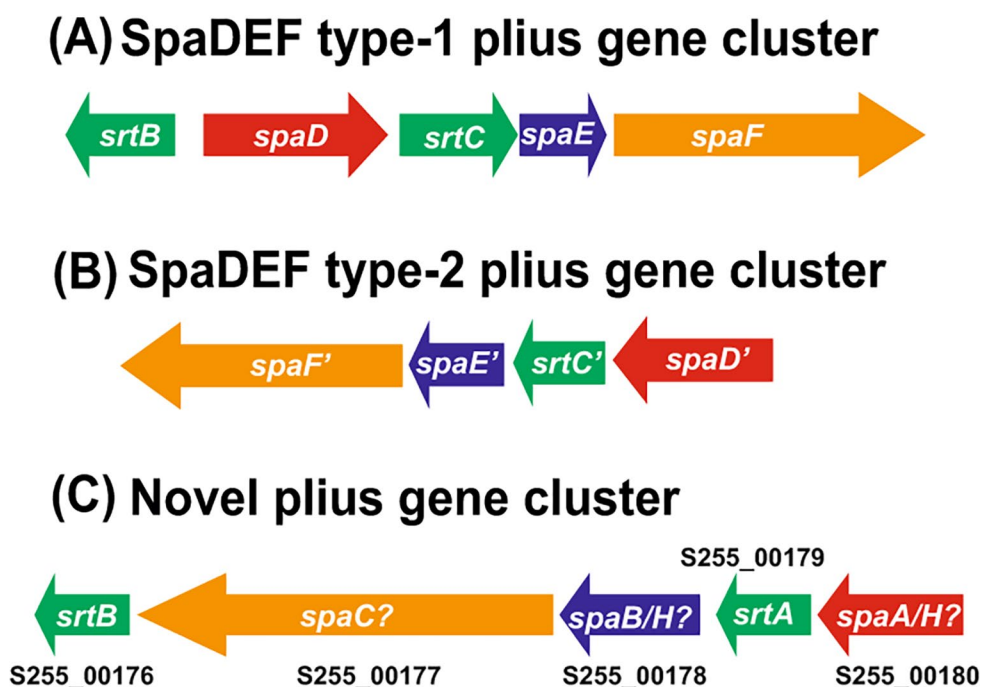 (A) SpaDEF type-1 plius gene cluster
srtB spaD srtC spaE spaF
(B) SpaDEF type-2 plius gene cluster
spaF’ spaE’ srtC’ spaD’
(C) Novel plius gene cluster
S255_00179
srtB spaC? spaB/H? srtA spaA/H?
S255_00176 S255_00177 S255_00178 S255_00180